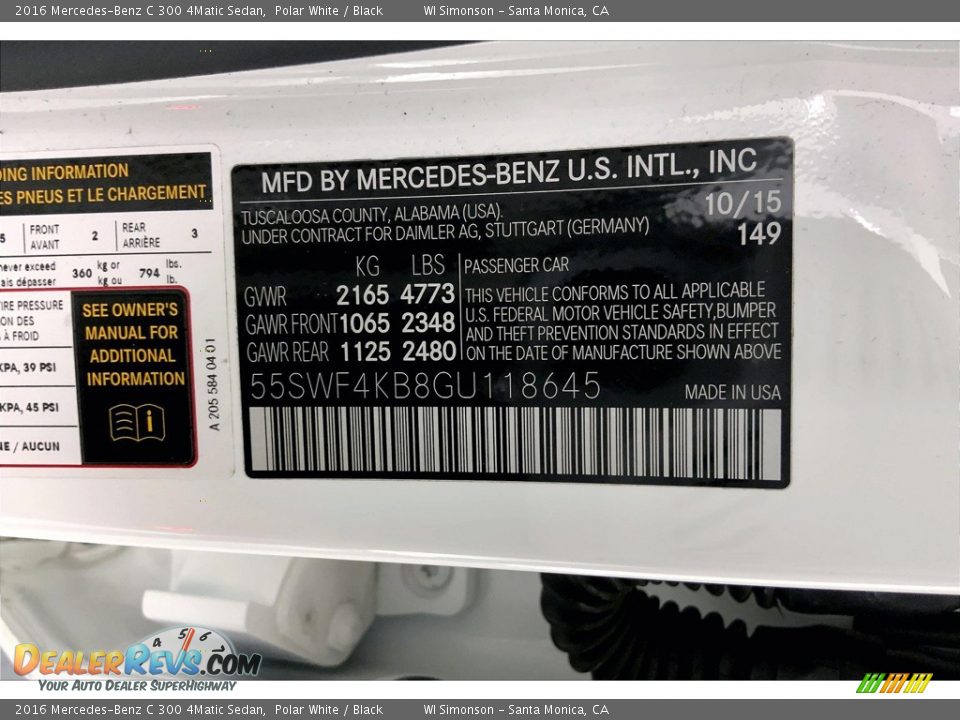 2016 Mercedes-Benz C 300 4Matic Sedan, Polar White / Black WI Simonson - Santa Monica, CA
DING INFORMATION
ES PNEUS ET LE CHARGEMENT
5 FRONT AVANT 2 REAR ARRIÈRE 3
never exceed 360 kg or 794 lbs.
ais dépasser kg ou lb.
IRE PRESSURE
ON DES
À FROID
KPA, 39 PSI
KPA, 45 PSI
NE / AUCUN
SEE OWNER'S
MANUAL FOR
ADDITIONAL
INFORMATION
A 205 584 04 01
MFD BY MERCEDES-BENZ U.S. INTL., INC
TUSCALOOSA COUNTY, ALABAMA (USA). 10/15
UNDER CONTRACT FOR DAIMLER AG, STUTTGART (GERMANY) 149
KG LBS
GVWR 2165 4773
GAWR FRONT 1065 2348
GAWR REAR 1125 2480
PASSENGER CAR
THIS VEHICLE CONFORMS TO ALL APPLICABLE
U.S. FEDERAL MOTOR VEHICLE SAFETY,BUMPER
AND THEFT PREVENTION STANDARDS IN EFFECT
ON THE DATE OF MANUFACTURE SHOWN ABOVE
55SWF4KB8GU118645 MADE IN USA
4 5 6
DEALERREVS.COM
YOUR AUTO DEALER SUPERHIGHWAY
2016 Mercedes-Benz C 300 4Matic Sedan, Polar White / Black WI Simonson - Santa Monica, CA